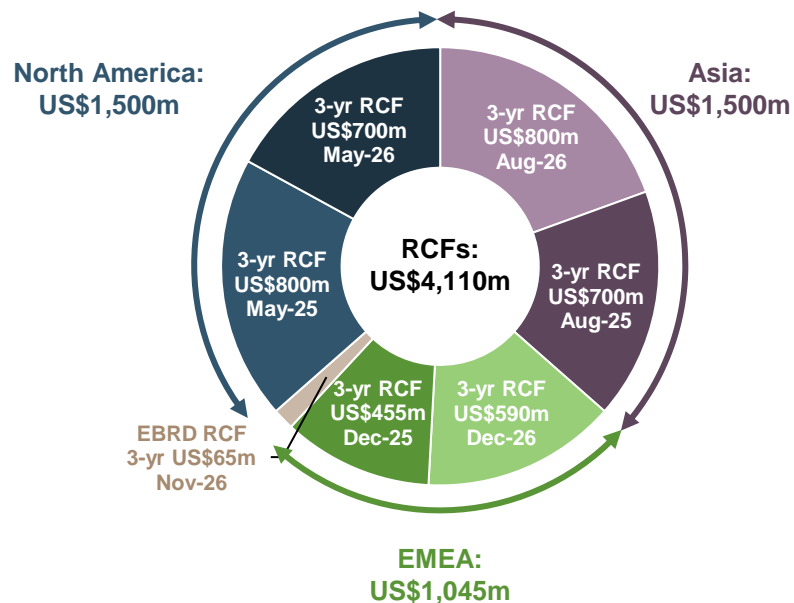 North America:
US$1,500m
Asia:
US$1,500m
3-yr RCF
US$700m
May-26
3-yr RCF
US$800m
Aug-26
RCFs:
US$4,110m
3-yr RCF
US$800m
May-25
3-yr RCF
US$700m
Aug-25
3-yr RCF
US$455m
Dec-25
3-yr RCF
US$590m
Dec-26
EBRD RCF
3-yr US$65m
Nov-26
EMEA:
US$1,045m